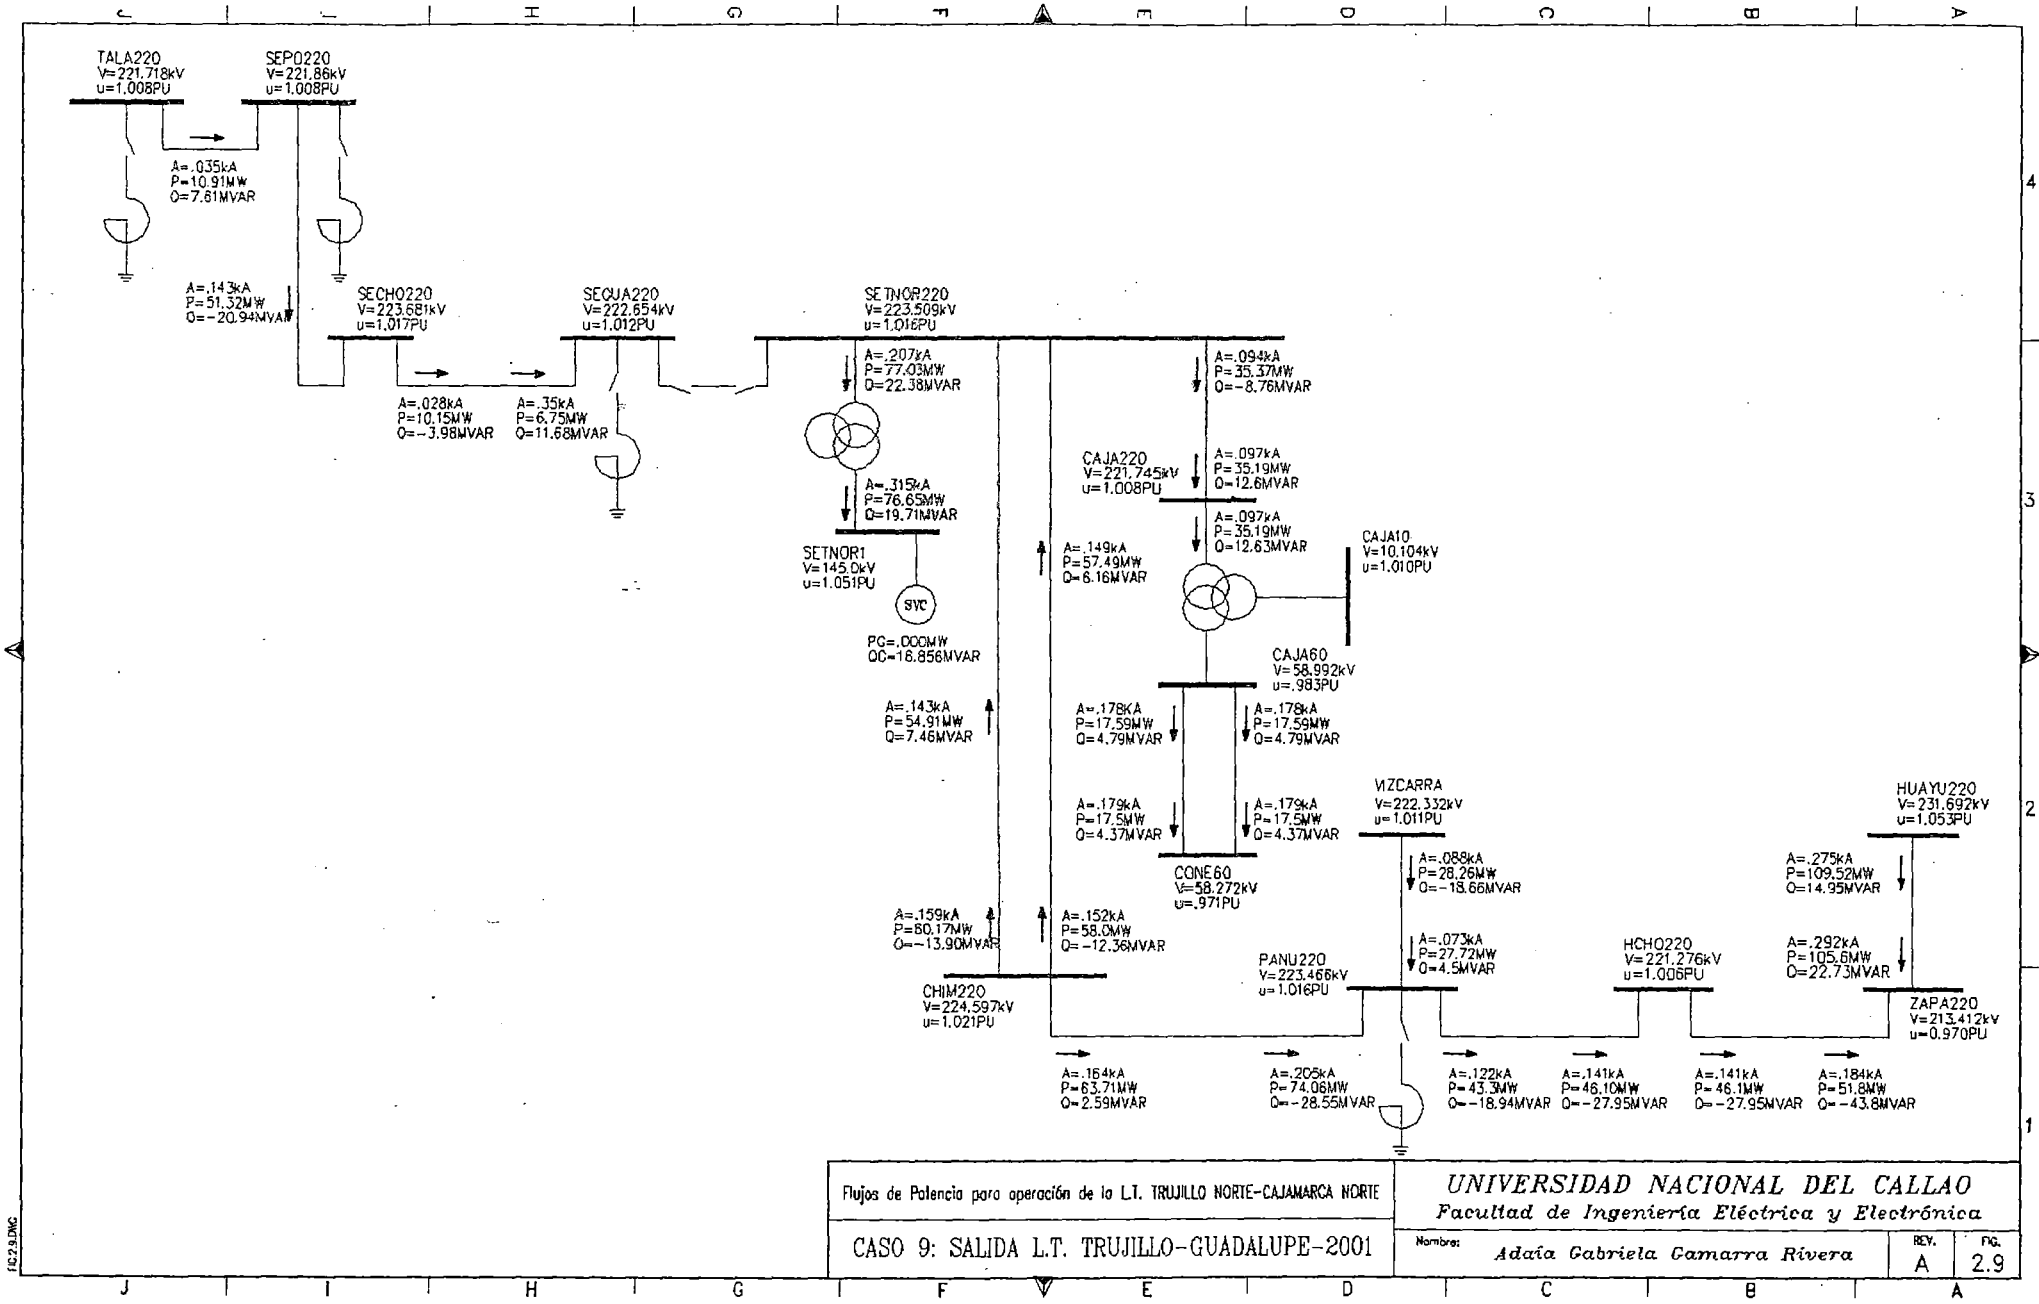 J I H G F E D C B A
TALA220
V=221.718kV
u=1.008PU
SEPO220
V=221.86kV
u=1.008PU
A=.035kA
P=10.91MW
Q=7.61MVAR
4
A=.143kA
P=51.32MW
Q=-20.94MVAR
SECHO220
V=223.681kV
u=1.017PU
SEGUA220
V=222.654kV
u=1.012PU
SETNOR220
V=223.509kV
u=1.016PU
A=.028kA
P=10.15MW
Q=-3.98MVAR
A=.35kA
P=6.75MW
Q=11.68MVAR
A=.207kA
P=77.03MW
Q=22.38MVAR
A=.094kA
P=35.37MW
Q=-8.76MVAR
CAJA220
V=221.745kV
u=1.008PU
A=.097kA
P=35.19MW
Q=12.6MVAR
A=.315kA
P=76.65MW
Q=19.71MVAR
3
A=.097kA
P=35.19MW
Q=12.63MVAR
SETNOR1
V=145.0kV
u=1.051PU
SVC
PG=.000MW
QC=18.856MVAR
A=.149kA
P=57.49MW
Q=6.16MVAR
CAJA10
V=10.104kV
u=1.010PU
CAJA60
V=58.992kV
u=.983PU
A=.143kA
P=54.91MW
Q=7.46MVAR
A=.178KA
P=17.59MW
Q=4.79MVAR
A=.178KA
P=17.59MW
Q=4.79MVAR
A=.179kA
P=17.5MW
Q=4.37MVAR
A=.179kA
P=17.5MW
Q=4.37MVAR
CONE60
V=58.272kV
u=.971PU
VIZCARRA
V=222.332kV
u=1.011PU
HUAYU220
V=231.692kV
u=1.053PU
2
A=.088kA
P=28.26MW
Q=-18.66MVAR
A=.275kA
P=109.52MW
Q=14.95MVAR
A=.159kA
P=60.17MW
Q=-13.90MVAR
A=.152kA
P=58.0MW
Q=-12.36MVAR
CHIM220
V=224.597kV
u=1.021PU
PANU220
V=223.466kV
u=1.016PU
A=.073kA
P=27.72MW
Q=4.5MVAR
HCHO220
V=221.276kV
u=1.006PU
A=.292kA
P=105.6MW
Q=22.73MVAR
ZAPA220
V=213.412kV
u=0.970PU
A=.164kA
P=63.71MW
Q=2.59MVAR
A=.205kA
P=74.06MW
Q=-28.55MVAR
A=.122kA
P=43.3MW
Q=-18.94MVAR
A=.141kA
P=46.10MW
Q=-27.95MVAR
A=.141kA
P=46.1MW
Q=-27.95MVAR
A=.184kA
P=51.8MW
Q=-43.8MVAR
1
Flujos de Potencia para operación de la L.T. TRUJILLO NORTE-CAJAMARCA NORTE
CASO 9: SALIDA L.T. TRUJILLO-GUADALUPE-2001
UNIVERSIDAD NACIONAL DEL CALLAO
Facultad de Ingeniería Eléctrica y Electrónica
Nombre:
Adaía Gabriela Gamarra Rivera
REV.
A
FIG.
2.9
FIG2.9.DWG
J I H G F E D C B A